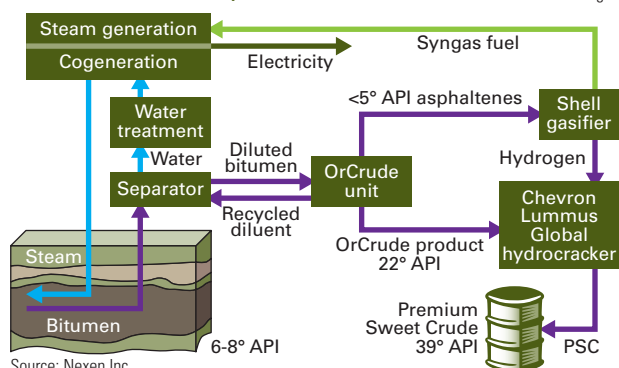 Steam generation
Cogeneration
Electricity
Syngas fuel
Water
treatment
Water
Separator
Diluted
bitumen
Recycled
diluent
OrCrude
unit
<5° API asphaltenes
Shell
gasifier
Hydrogen
Chevron
Lummus
Global
hydrocracker
OrCrude product
22° API
Steam
Bitumen
6-8° API
Premium
Sweet Crude
39° API
PSC
Source: Nexen Inc.